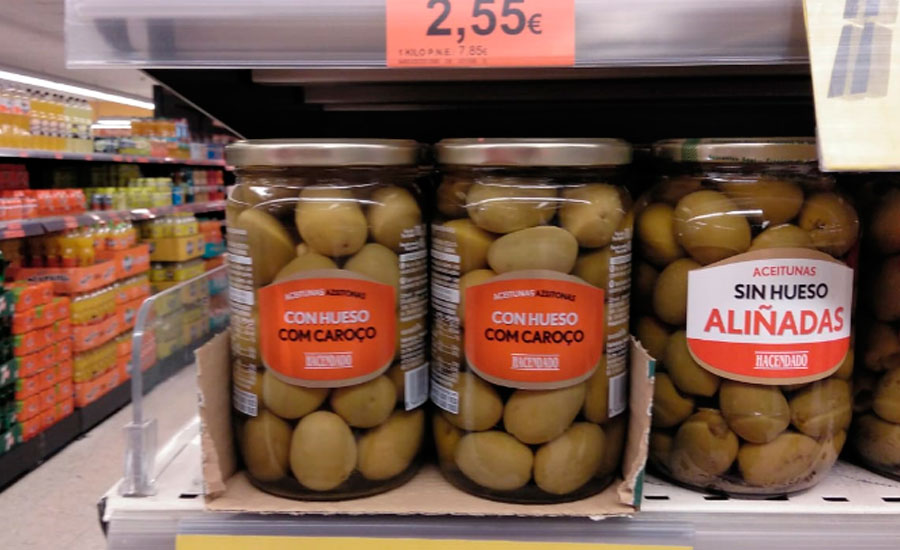 2,55€
1 KILO P.N.E. 7,85€
ACEITUNAS AZEITONAS
CON HUESO
COM CAROÇO
HACENDADO
ACEITUNAS AZEITONAS
CON HUESO
COM CAROÇO
HACENDADO
ACEITUNAS
SIN HUESO
ALIÑADAS
HACENDADO